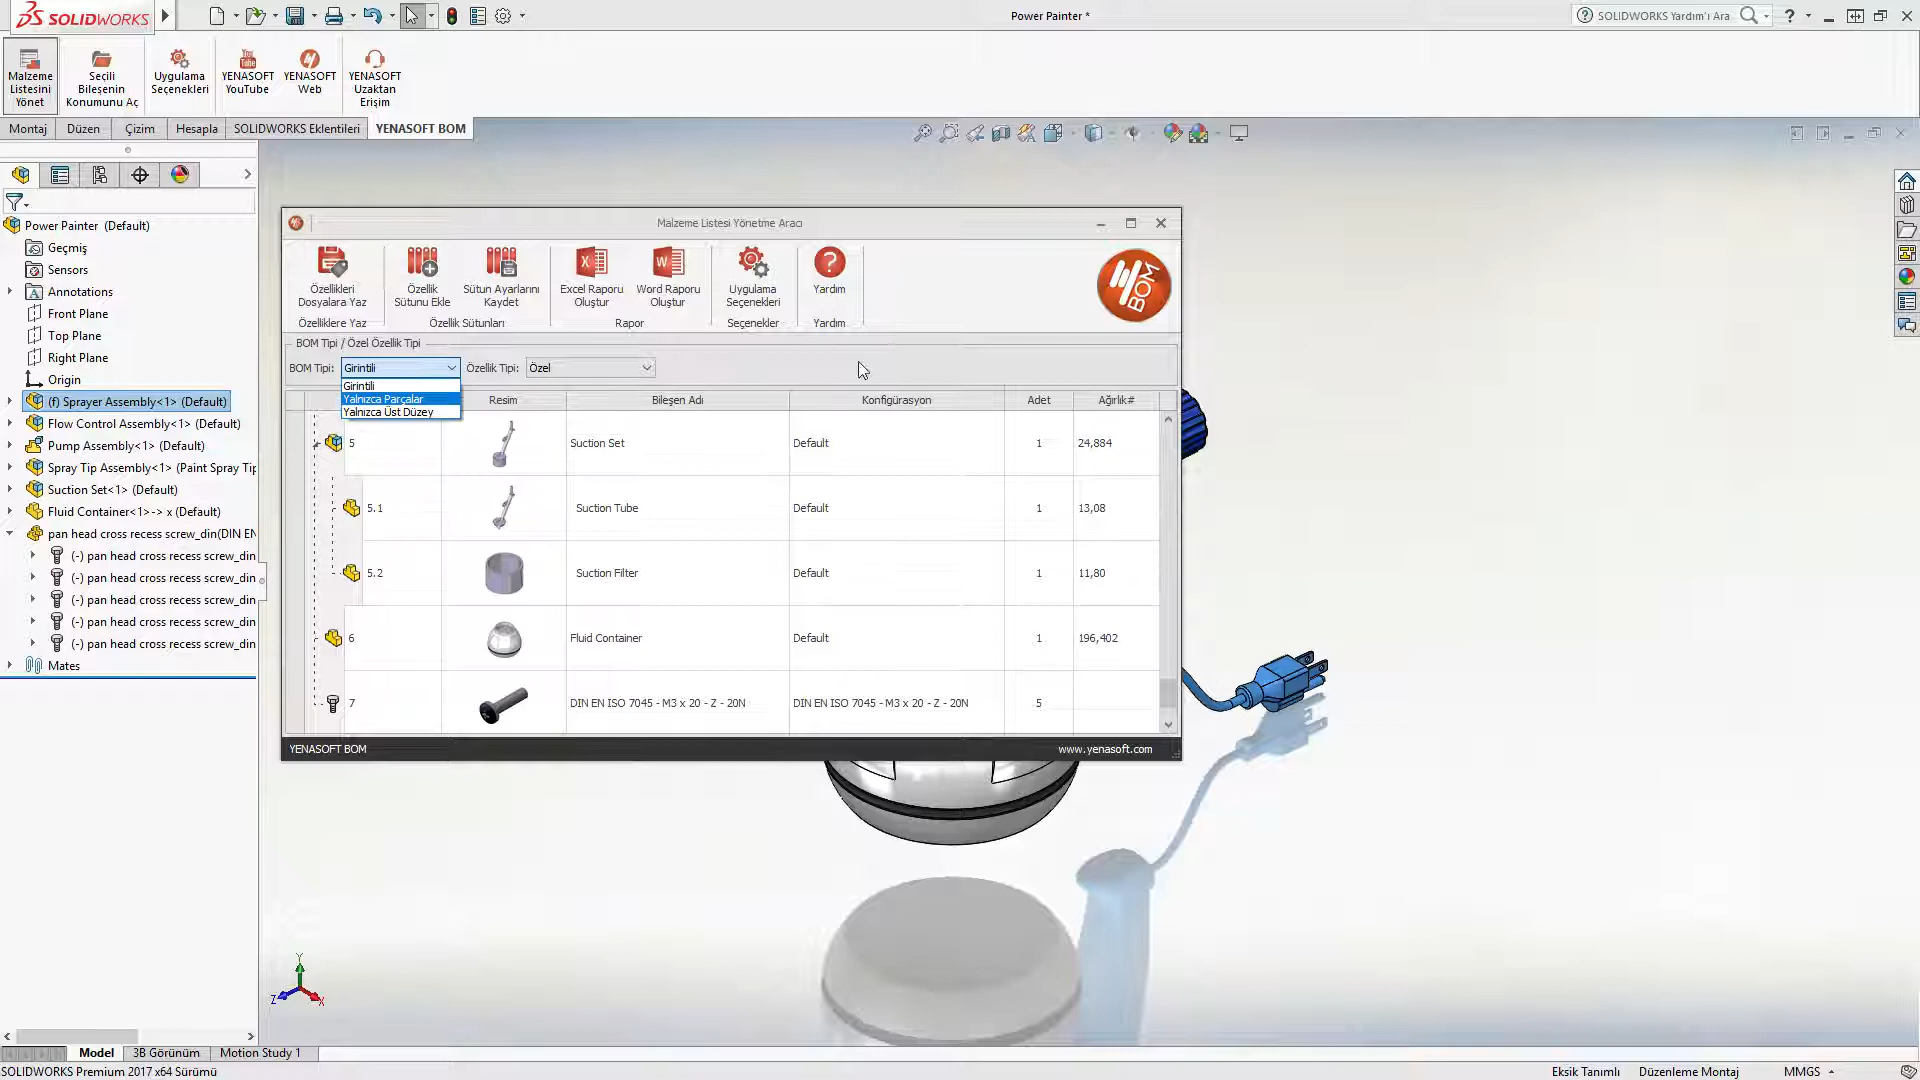 SOLIDWORKS
Power Painter *
SOLIDWORKS Yardım'ı Ara
Malzeme
Listesini
Yönet
Seçili
Bileşenin
Konumunu Aç
Uygulama
Seçenekleri
YENASOFT
YouTube
YENASOFT
Web
YENASOFT
Uzaktan
Erişim
Montaj
Düzen
Çizim
Hesapla
SOLIDWORKS Eklentileri
YENASOFT BOM
Power Painter (Default)
Geçmiş
Sensors
Annotations
Front Plane
Top Plane
Right Plane
Origin
(f) Sprayer Assembly<1> (Default)
Flow Control Assembly<1> (Default)
Pump Assembly<1> (Default)
Spray Tip Assembly<1> (Paint Spray Tip
Suction Set<1> (Default)
Fluid Container<1>-> x (Default)
pan head cross recess screw_din(DIN EN
(-) pan head cross recess screw_din
(-) pan head cross recess screw_din
(-) pan head cross recess screw_din
(-) pan head cross recess screw_din
(-) pan head cross recess screw_din
Mates
Malzeme Listesi Yönetme Aracı
Özellikleri
Dosyalara Yaz
Özelliklere Yaz
Özellik
Sütunu Ekle
Sütun Ayarlarını
Kaydet
Özellik Sütunları
Excel Raporu
Oluştur
Word Raporu
Oluştur
Rapor
Uygulama
Seçenekleri
Seçenekler
Yardım
Yardım
BOM
BOM Tipi / Özel Özellik Tipi
BOM Tipi: Girintili Özellik Tipi: Özel
Girintili
Yalnızca Parçalar
Yalnızca Üst Düzey
Resim Bileşen Adı Konfigürasyon Adet Ağırlık#
5 Suction Set Default 1 24,884
5.1 Suction Tube Default 1 13,08
5.2 Suction Filter Default 1 11,80
6 Fluid Container Default 1 196,402
7 DIN EN ISO 7045 - M3 x 20 - Z - 20N DIN EN ISO 7045 - M3 x 20 - Z - 20N 5
YENASOFT BOM www.yenasoft.com
Y
Z
X
Model 3B Görünüm Motion Study 1
SOLIDWORKS Premium 2017 x64 Sürümü Eksik Tanımlı Düzenleme Montaj MMGS